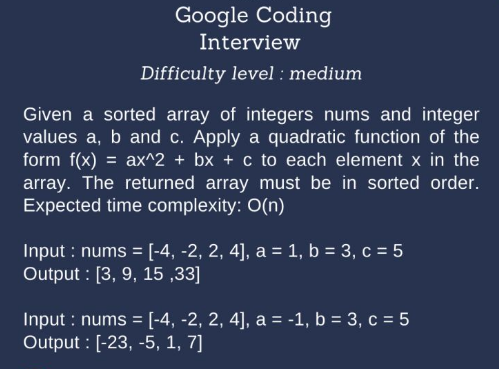 Google Coding
Interview
Difficulty level : medium
Given a sorted array of integers nums and integer
values a, b and c. Apply a quadratic function of the
form f(x) = ax^2 + bx + c to each element x in the
array. The returned array must be in sorted order.
Expected time complexity: O(n)
Input : nums = [-4, -2, 2, 4], a = 1, b = 3, c = 5
Output : [3, 9, 15 ,33]
Input : nums = [-4, -2, 2, 4], a = -1, b = 3, c = 5
Output : [-23, -5, 1, 7]